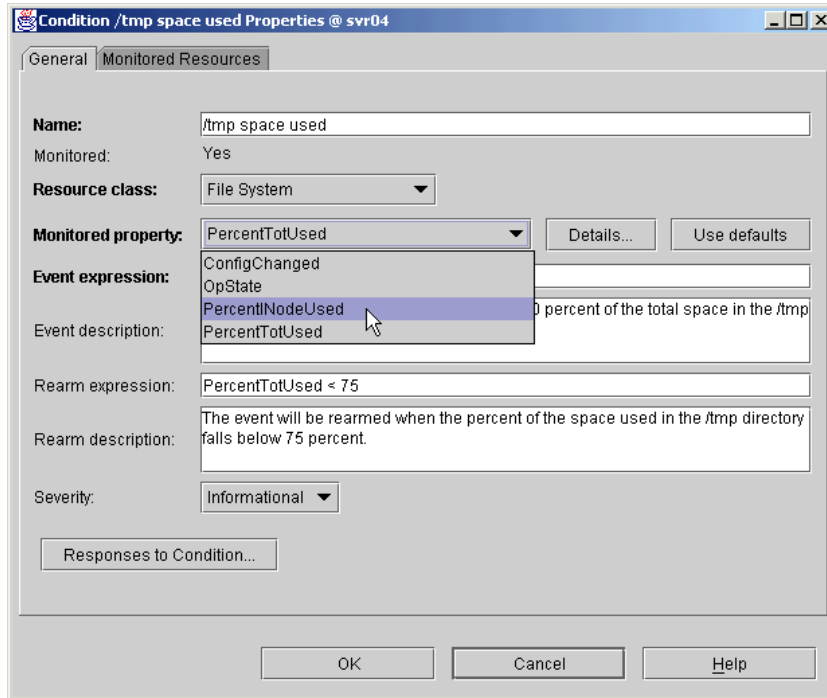 Condition /tmp space used Properties @ svr04
General
Monitored Resources
Name:
/tmp space used
Monitored:
Yes
Resource class:
File System
Monitored property:
PercentTotUsed
Details...
Use defaults
Event expression:
ConfigChanged
OpState
PercentINodeUsed
PercentTotUsed
Event description:
0 percent of the total space in the /tmp
Rearm expression:
PercentTotUsed < 75
Rearm description:
The event will be rearmed when the percent of the space used in the /tmp directory
falls below 75 percent.
Severity:
Informational
Responses to Condition...
OK
Cancel
Help